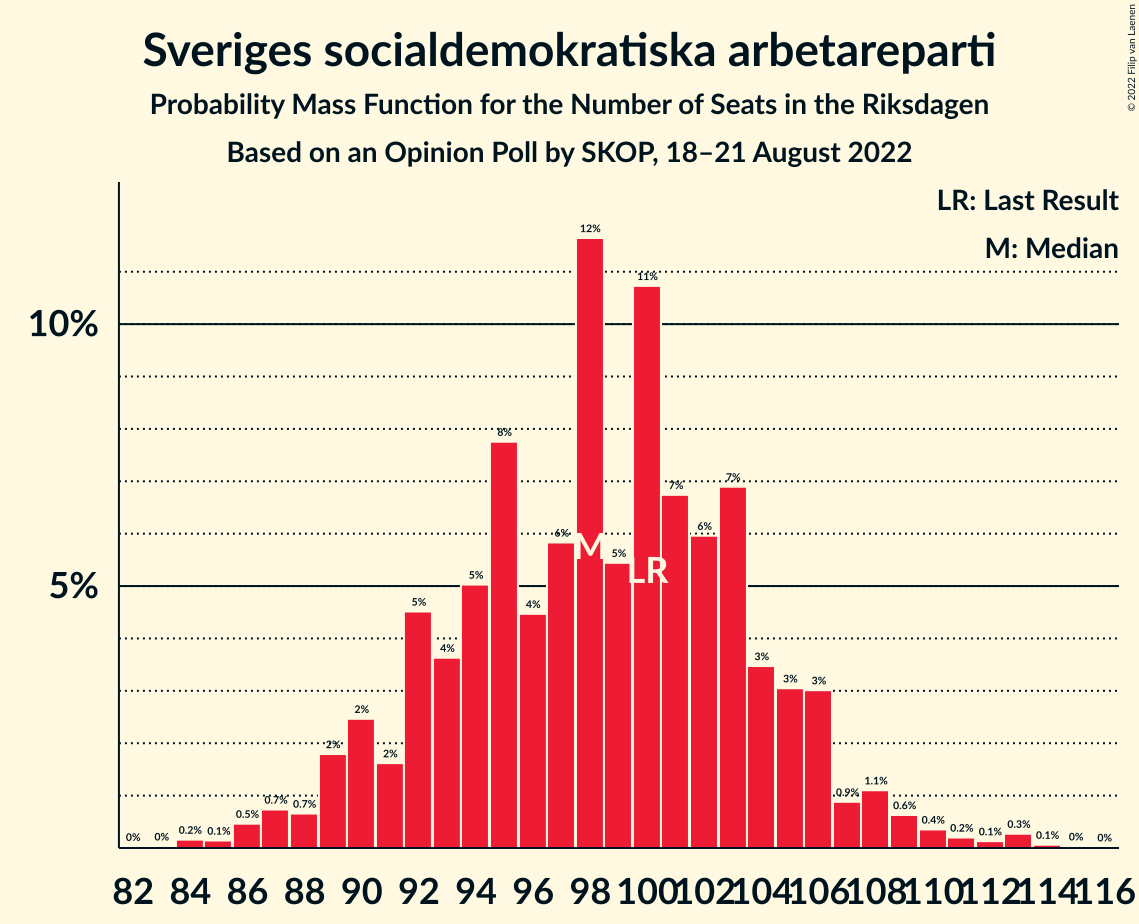 Sveriges socialdemokratiska arbetareparti
Probability Mass Function for the Number of Seats in the Riksdagen
Based on an Opinion Poll by SKOP, 18–21 August 2022
© 2022 Filip van Laenen
LR: Last Result
M: Median
10%
5%
0% 0% 0.2% 0.1% 0.5% 0.7% 0.7% 2% 2% 2% 5% 4% 5% 8% 4% 6% 12% 5% 11% 7% 6% 7% 3% 3% 3% 0.9% 1.1% 0.6% 0.4% 0.2% 0.1% 0.3% 0.1% 0% 0%
M
LR
82 84 86 88 90 92 94 96 98 100 102 104 106 108 110 112 114 116